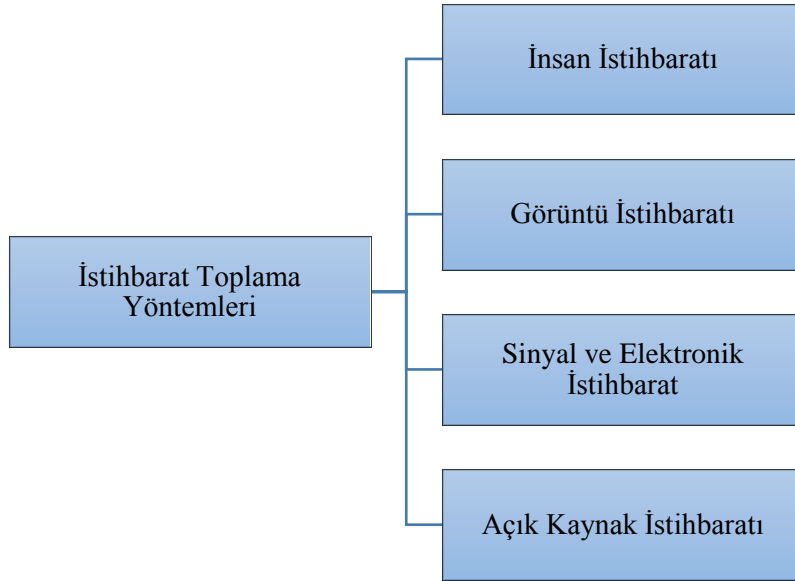 İnsan İstihbaratı
Görüntü İstihbaratı
İstihbarat Toplama
Yöntemleri
Sinyal ve Elektronik
İstihbarat
Açık Kaynak İstihbaratı